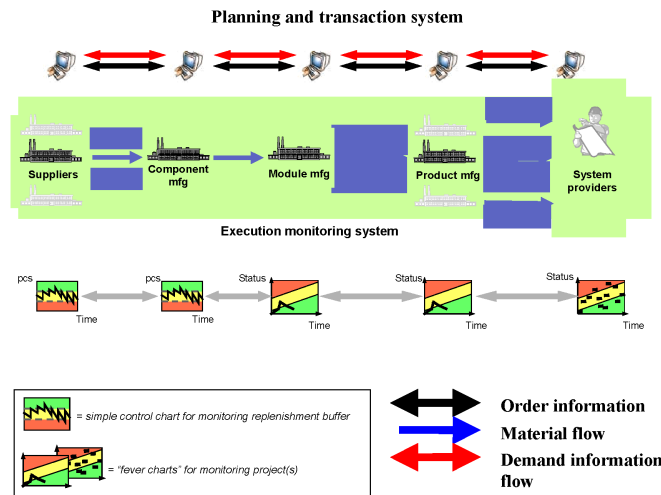 Planning and transaction system
Suppliers
Component
mfg
Module mfg
Product mfg
System
providers
Execution monitoring system
pcs
Time
pcs
Time
Status
Time
Status
Time
Status
Time
= simple control chart for monitoring replenishment buffer
= "fever charts" for monitoring project(s)
Order information
Material flow
Demand information
flow